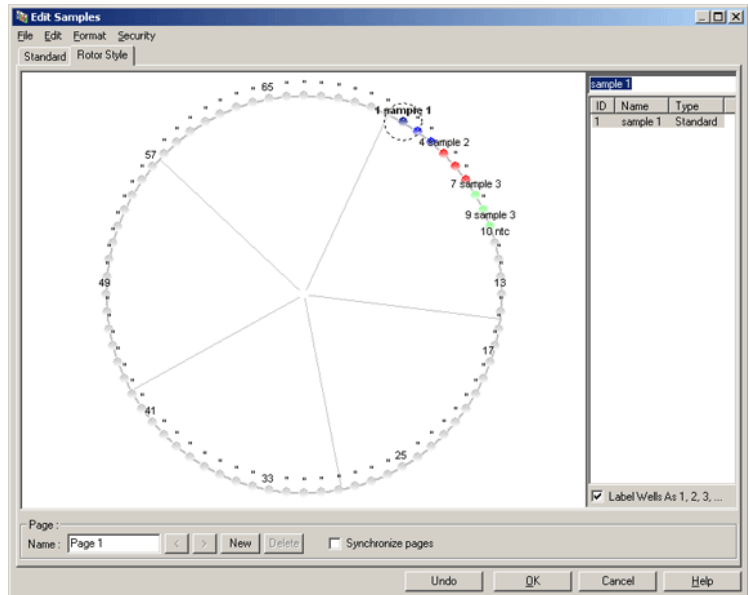 Edit Samples
File Edit Format Security
Standard Rotor Style
65
1 sample 1
4 sample 2
57
7 sample 3
9 sample 3
10 ntc
49
13
17
41
25
33
sample 1
ID Name Type
1 sample 1 Standard
Label Wells As 1, 2, 3, ...
Page :
Name : Page 1 < > New Delete Synchronize pages
Undo OK Cancel Help